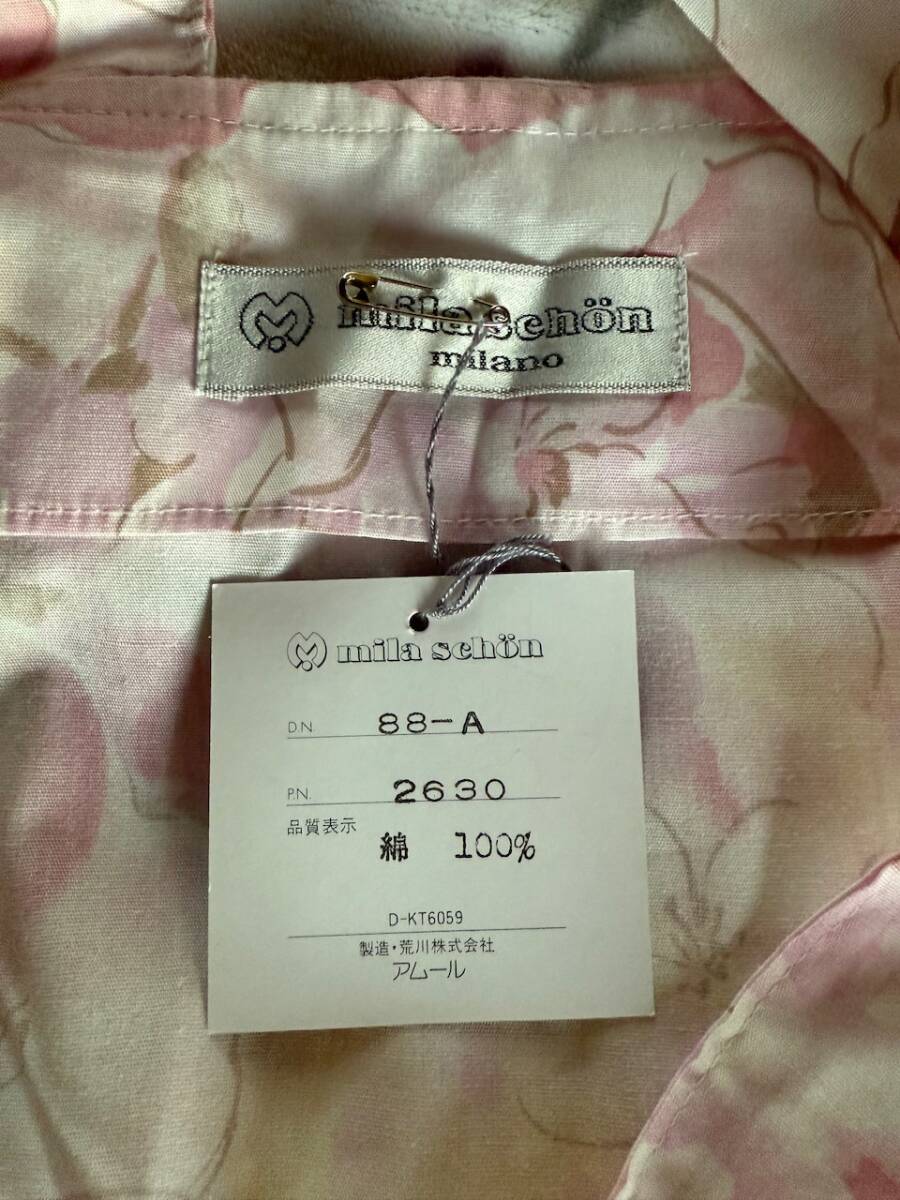 mila schön
milano
mila schön
D.N. 88-A
P.N. 2630
品質表示
綿 100%
D-KT6059
製造・荒川株式会社
アムール